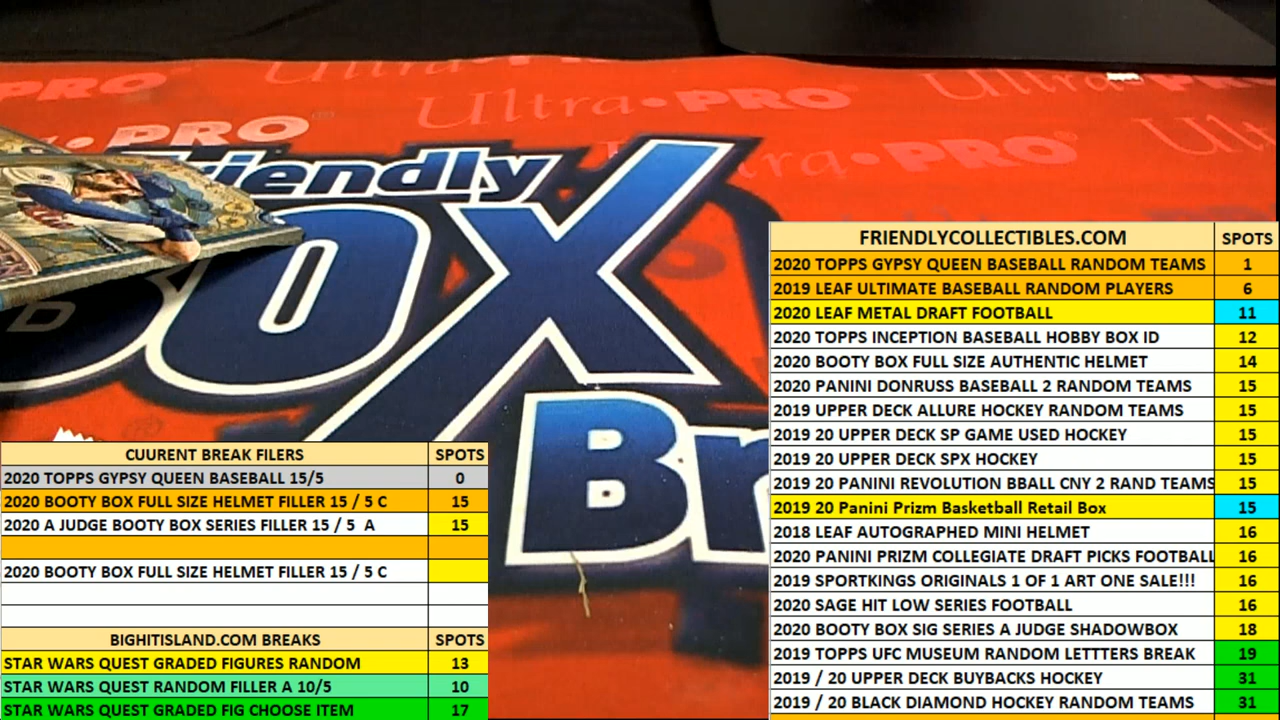 Ultra•PRO
PRO®
Ultra•PRO®
Ultra•PRO
•PRO®
Ultra
ra•PRO®
Friendly
BOX
Br
FRIENDLYCOLLECTIBLES.COM SPOTS
2020 TOPPS GYPSY QUEEN BASEBALL RANDOM TEAMS 1
2019 LEAF ULTIMATE BASEBALL RANDOM PLAYERS 6
2020 LEAF METAL DRAFT FOOTBALL 11
2020 TOPPS INCEPTION BASEBALL HOBBY BOX ID 12
2020 BOOTY BOX FULL SIZE AUTHENTIC HELMET 14
2020 PANINI DONRUSS BASEBALL 2 RANDOM TEAMS 15
2019 UPPER DECK ALLURE HOCKEY RANDOM TEAMS 15
2019 20 UPPER DECK SP GAME USED HOCKEY 15
2019 20 UPPER DECK SPX HOCKEY 15
2019 20 PANINI REVOLUTION BBALL CNY 2 RAND TEAMS 15
2019 20 Panini Prizm Basketball Retail Box 15
2018 LEAF AUTOGRAPHED MINI HELMET 16
2020 PANINI PRIZM COLLEGIATE DRAFT PICKS FOOTBALL 16
2019 SPORTKINGS ORIGINALS 1 OF 1 ART ONE SALE!!! 16
2020 SAGE HIT LOW SERIES FOOTBALL 16
2020 BOOTY BOX SIG SERIES A JUDGE SHADOWBOX 18
2019 TOPPS UFC MUSEUM RANDOM LETTTERS BREAK 19
2019 / 20 UPPER DECK BUYBACKS HOCKEY 31
2019 / 20 BLACK DIAMOND HOCKEY RANDOM TEAMS 31
CUURENT BREAK FILERS SPOTS
2020 TOPPS GYPSY QUEEN BASEBALL 15/5 0
2020 BOOTY BOX FULL SIZE HELMET FILLER 15 / 5 C 15
2020 A JUDGE BOOTY BOX SERIES FILLER 15 / 5 A 15
2020 BOOTY BOX FULL SIZE HELMET FILLER 15 / 5 C
BIGHITISLAND.COM BREAKS SPOTS
STAR WARS QUEST GRADED FIGURES RANDOM 13
STAR WARS QUEST RANDOM FILLER A 10/5 10
STAR WARS QUEST GRADED FIG CHOOSE ITEM 17